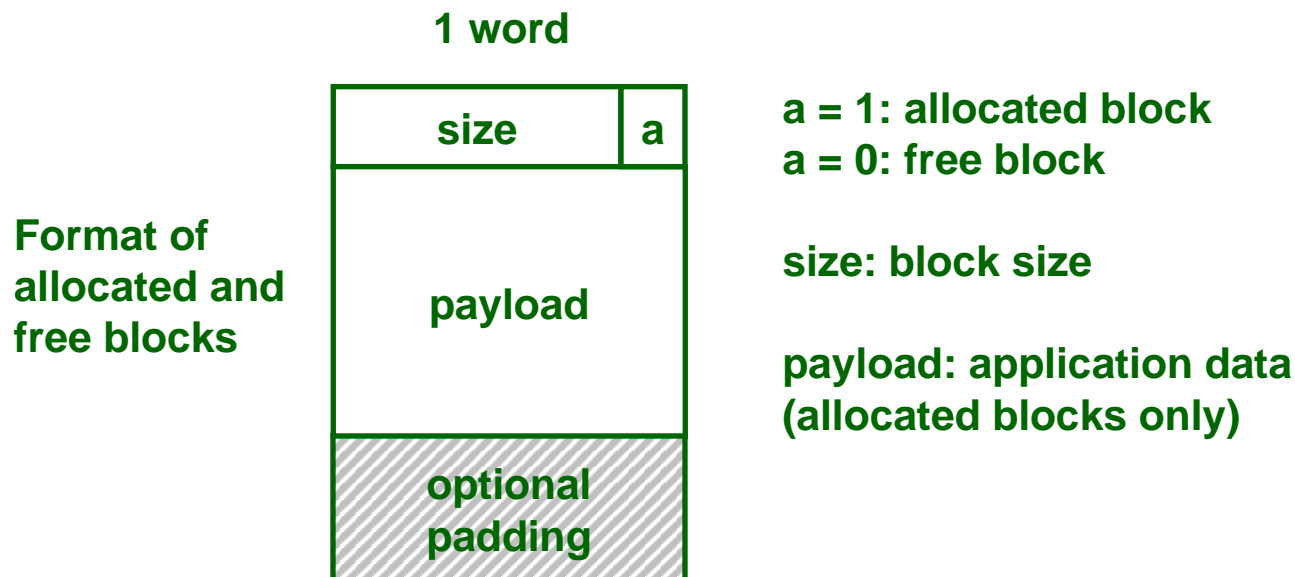 1 word
size a
a = 1: allocated block
a = 0: free block
Format of
allocated and
free blocks
size: block size
payload
payload: application data
(allocated blocks only)
optional
padding